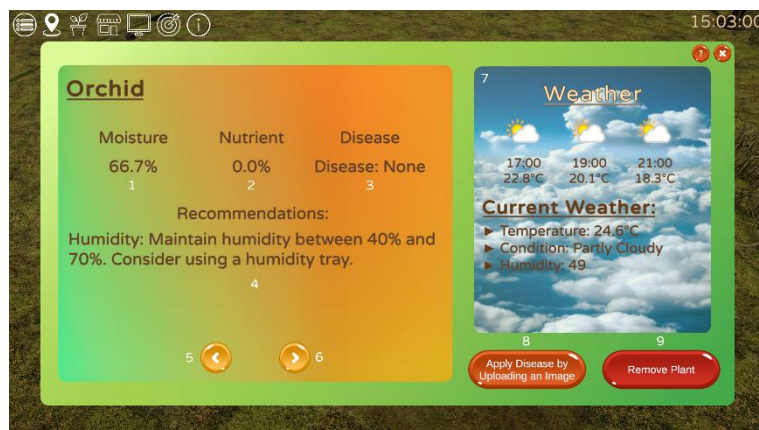 15:03:00
Orchid
Moisture Nutrient Disease
66.7% 0.0% Disease: None
1 2 3
Recommendations:
Humidity: Maintain humidity between 40% and
70%. Consider using a humidity tray.
4
5 6
7
Weather
17:00 19:00 21:00
22.8°C 20.1°C 18.3°C
Current Weather:
Temperature: 24.6°C
Condition: Partly Cloudy
Humidity: 49
8 9
Apply Disease by
Uploading an Image
Remove Plant